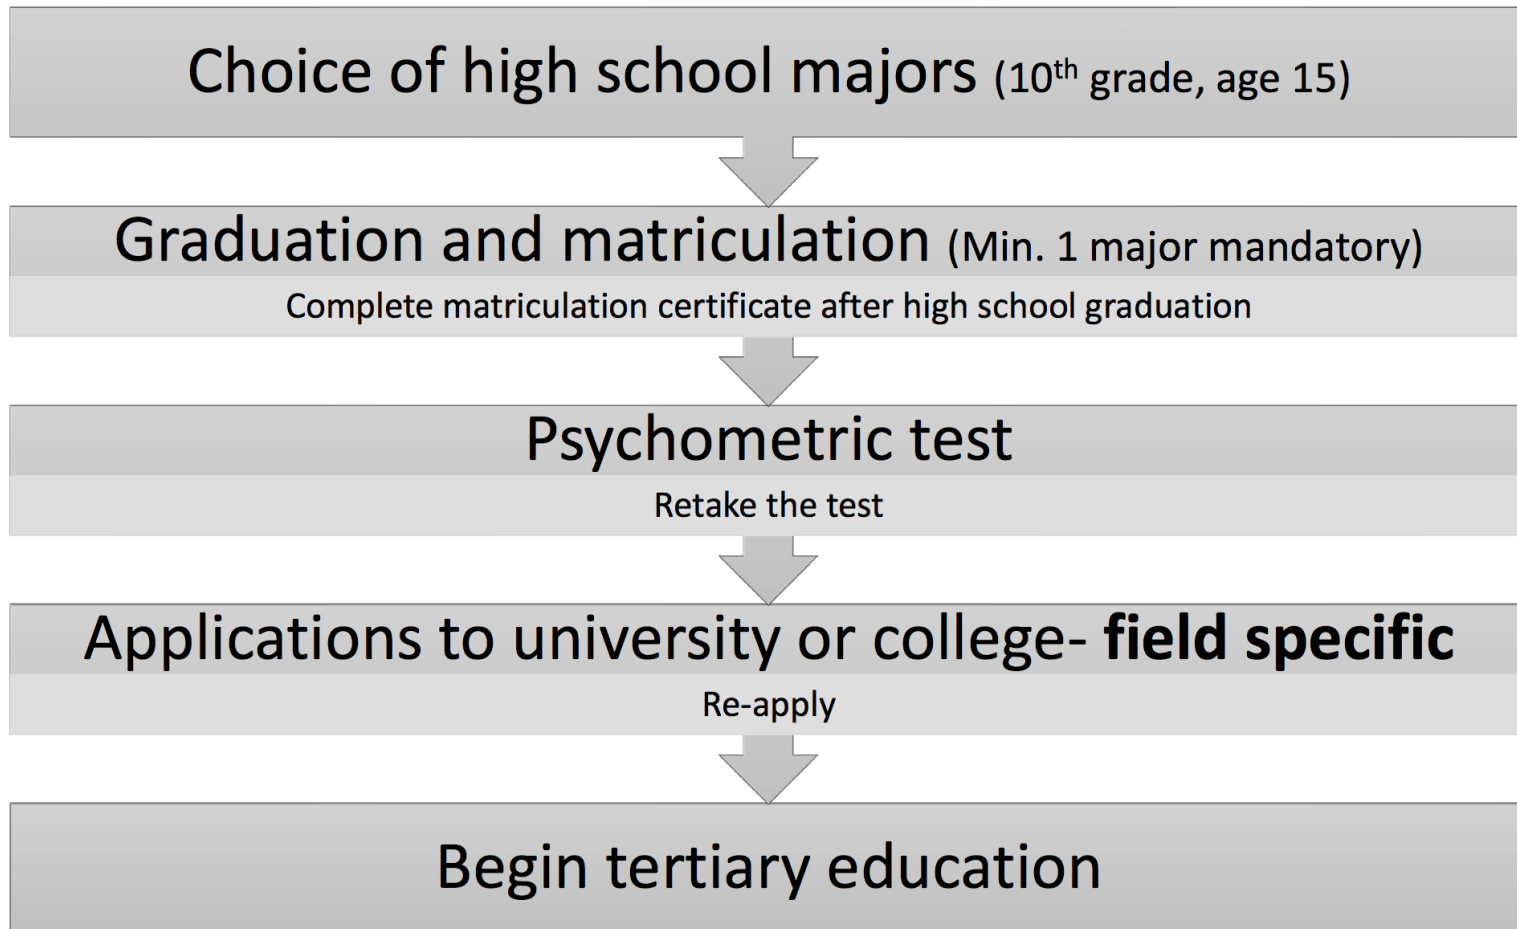 Choice of high school majors (10th grade, age 15)
Graduation and matriculation (Min. 1 major mandatory)
Complete matriculation certificate after high school graduation
Psychometric test
Retake the test
Applications to university or college- field specific
Re-apply
Begin tertiary education